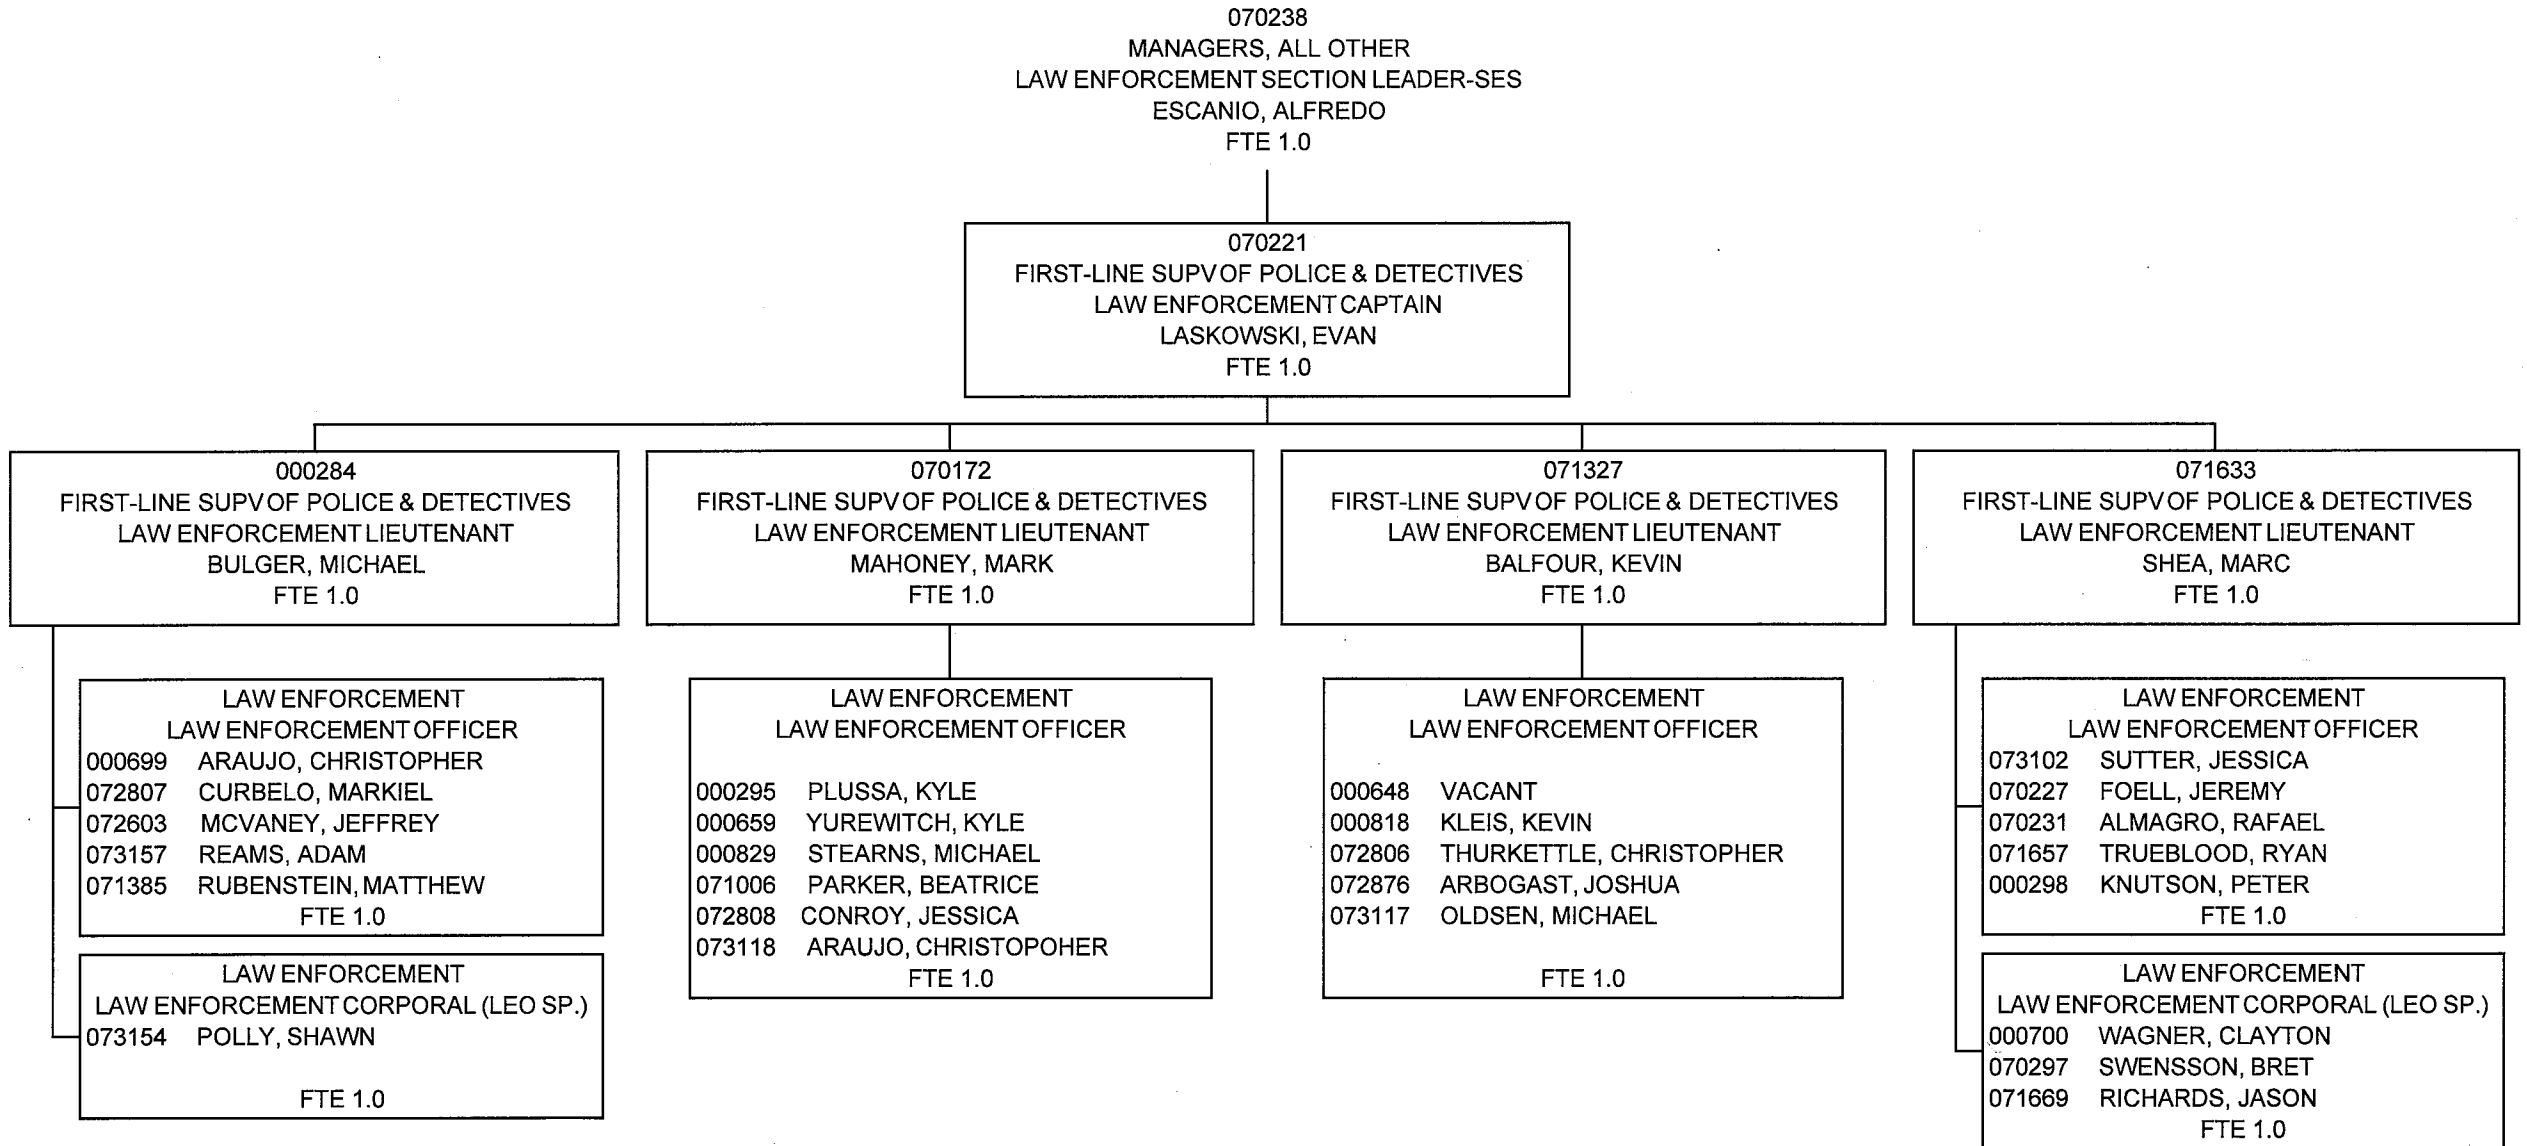 070238
MANAGERS, ALL OTHER
LAW ENFORCEMENT SECTION LEADER-SES
ESCANIO, ALFREDO
FTE 1.0
070221
FIRST-LINE SUPV OF POLICE & DETECTIVES
LAW ENFORCEMENT CAPTAIN
LASKOWSKI, EVAN
FTE 1.0
000284
FIRST-LINE SUPV OF POLICE & DETECTIVES
LAW ENFORCEMENT LIEUTENANT
BULGER, MICHAEL
FTE 1.0
070172
FIRST-LINE SUPV OF POLICE & DETECTIVES
LAW ENFORCEMENT LIEUTENANT
MAHONEY, MARK
FTE 1.0
071327
FIRST-LINE SUPV OF POLICE & DETECTIVES
LAW ENFORCEMENT LIEUTENANT
BALFOUR, KEVIN
FTE 1.0
071633
FIRST-LINE SUPV OF POLICE & DETECTIVES
LAW ENFORCEMENT LIEUTENANT
SHEA, MARC
FTE 1.0
LAW ENFORCEMENT
LAW ENFORCEMENT OFFICER
000699 ARAUJO, CHRISTOPHER
072807 CURBELO, MARKIEL
072603 MCVANEY, JEFFREY
073157 REAMS, ADAM
071385 RUBENSTEIN, MATTHEW
FTE 1.0
LAW ENFORCEMENT
LAW ENFORCEMENT CORPORAL (LEO SP.)
073154 POLLY, SHAWN
FTE 1.0
LAW ENFORCEMENT
LAW ENFORCEMENT OFFICER
000295 PLUSSA, KYLE
000659 YUREWITCH, KYLE
000829 STEARNS, MICHAEL
071006 PARKER, BEATRICE
072808 CONROY, JESSICA
073118 ARAUJO, CHRISTOPOHER
FTE 1.0
LAW ENFORCEMENT
LAW ENFORCEMENT OFFICER
000648 VACANT
000818 KLEIS, KEVIN
072806 THURKETTLE, CHRISTOPHER
072876 ARBOGAST, JOSHUA
073117 OLDSEN, MICHAEL
FTE 1.0
LAW ENFORCEMENT
LAW ENFORCEMENT OFFICER
073102 SUTTER, JESSICA
070227 FOELL, JEREMY
070231 ALMAGRO, RAFAEL
071657 TRUEBLOOD, RYAN
000298 KNUTSON, PETER
FTE 1.0
LAW ENFORCEMENT
LAW ENFORCEMENT CORPORAL (LEO SP.)
000700 WAGNER, CLAYTON
070297 SWENSSON, BRET
071669 RICHARDS, JASON
FTE 1.0